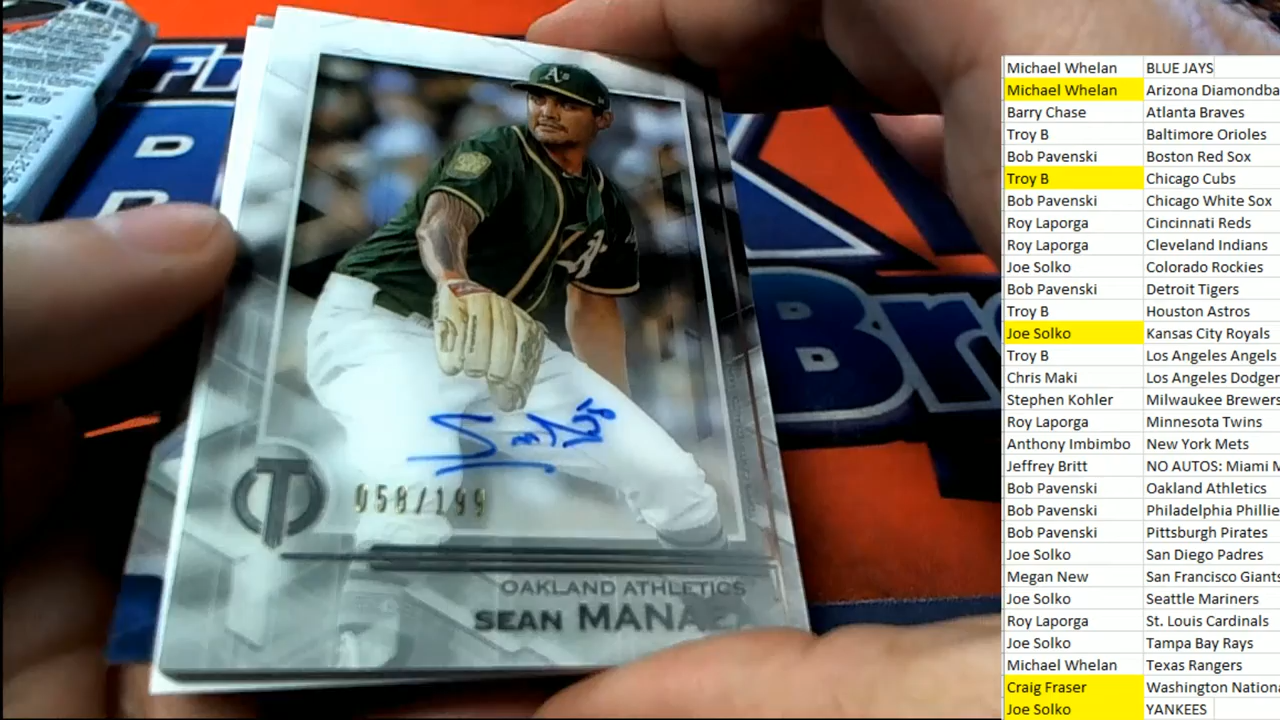 A's
058/199
OAKLAND ATHLETICS
SEAN MANA
Michael Whelan BLUE JAYS
Michael Whelan Arizona Diamondba
Barry Chase Atlanta Braves
Troy B Baltimore Orioles
Bob Pavenski Boston Red Sox
Troy B Chicago Cubs
Bob Pavenski Chicago White Sox
Roy Laporga Cincinnati Reds
Roy Laporga Cleveland Indians
Joe Solko Colorado Rockies
Bob Pavenski Detroit Tigers
Troy B Houston Astros
Joe Solko Kansas City Royals
Troy B Los Angeles Angels
Chris Maki Los Angeles Dodger
Stephen Kohler Milwaukee Brewers
Roy Laporga Minnesota Twins
Anthony Imbimbo New York Mets
Jeffrey Britt NO AUTOS: Miami M
Bob Pavenski Oakland Athletics
Bob Pavenski Philadelphia Phillie
Bob Pavenski Pittsburgh Pirates
Joe Solko San Diego Padres
Megan New San Francisco Giants
Joe Solko Seattle Mariners
Roy Laporga St. Louis Cardinals
Joe Solko Tampa Bay Rays
Michael Whelan Texas Rangers
Craig Fraser Washington Nationa
Joe Solko YANKEES